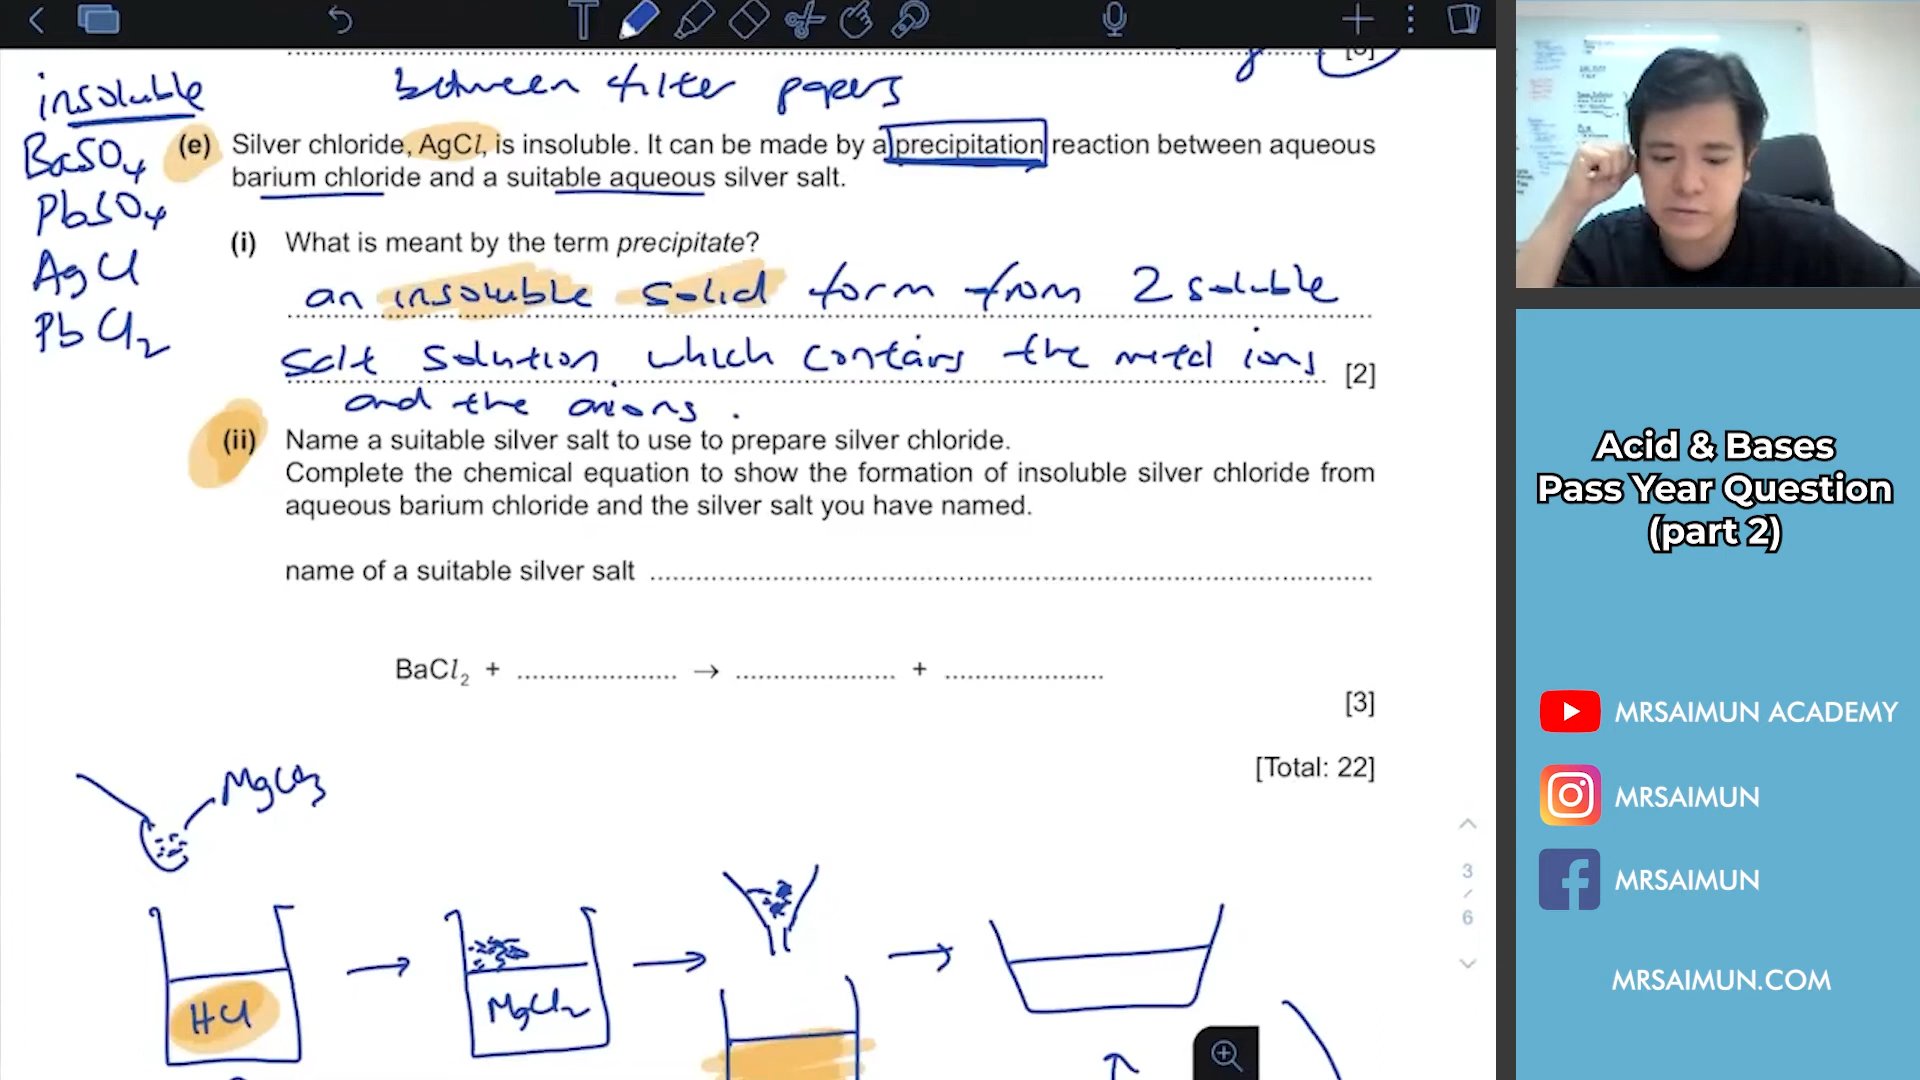 insoluble
BaSO4
PbSO4
AgCl
PbCl2
between filter papers
(e) Silver chloride, AgCl, is insoluble. It can be made by a precipitation reaction between aqueous
barium chloride and a suitable aqueous silver salt.
(i) What is meant by the term precipitate?
an insoluble solid form from 2 soluble
salt solution which contains the metal ions
[2]
and the anions.
(ii) Name a suitable silver salt to use to prepare silver chloride.
Complete the chemical equation to show the formation of insoluble silver chloride from
aqueous barium chloride and the silver salt you have named.
name of a suitable silver salt ..........
BaCl2 + .......... → .......... + ..........
[3]
[Total: 22]
MgCO3
HCl
MgCl2
3
/
6
Acid & Bases
Pass Year Question
(part 2)
MRSAIMUN ACADEMY
MRSAIMUN
MRSAIMUN
MRSAIMUN.COM